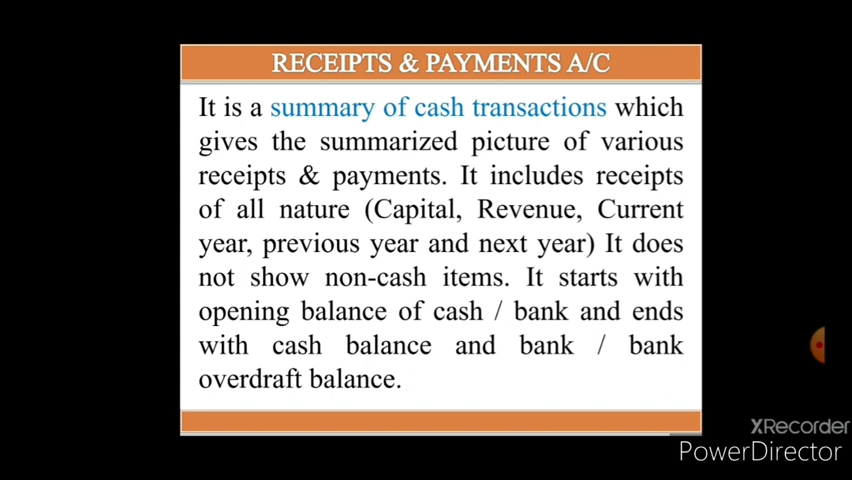 RECEIPTS & PAYMENTS A/C
It is a summary of cash transactions which
gives the summarized picture of various
receipts & payments. It includes receipts
of all nature (Capital, Revenue, Current
year, previous year and next year) It does
not show non-cash items. It starts with
opening balance of cash / bank and ends
with cash balance and bank / bank
overdraft balance.
XRecorder
PowerDirector